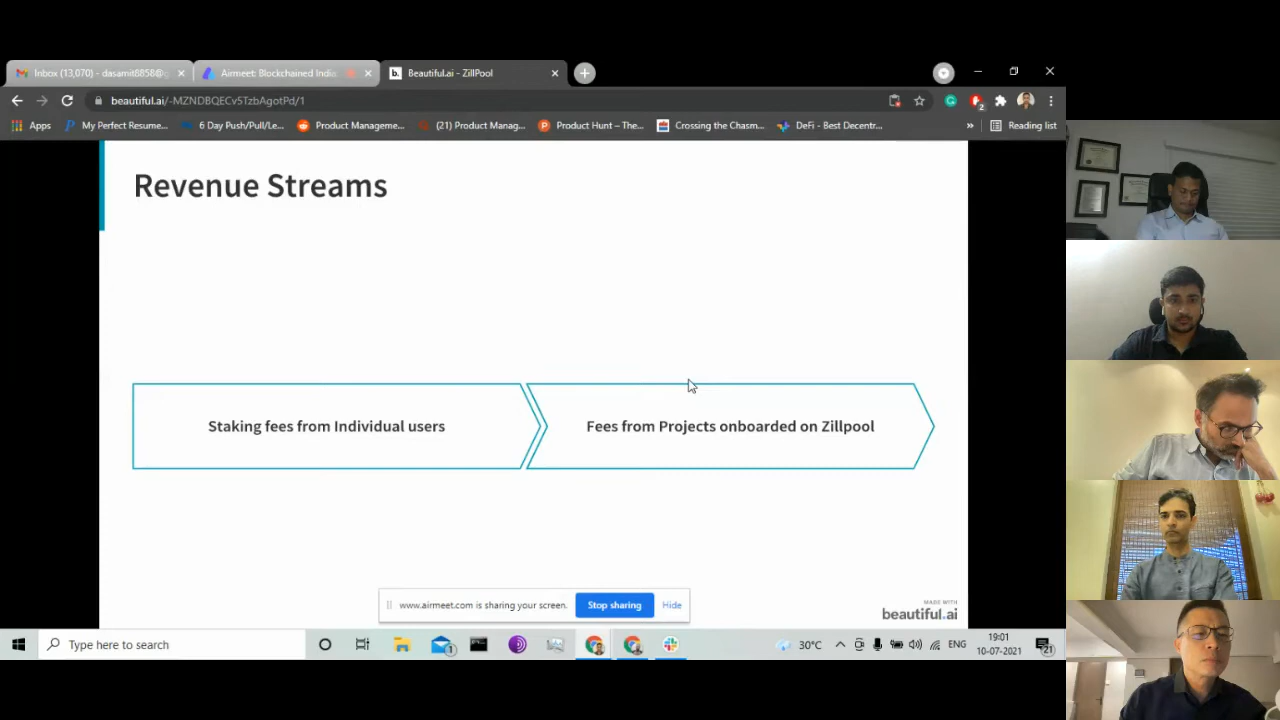 Inbox (13,070) - dasamit8858@g
Airmeet: Blockchained India:
b. Beautiful.ai - ZillPool
beautiful.ai/-MZNDBQECv5TzbAgotPd/1
Apps
My Perfect Resume...
6 Day Push/Pull/Le...
Product Manageme...
(21) Product Manag...
Product Hunt – The...
Crossing the Chasm...
DeFi - Best Decentr...
»
Reading list
Revenue Streams
Staking fees from Individual users
Fees from Projects onboarded on Zillpool
www.airmeet.com is sharing your screen.
Stop sharing
Hide
MADE WITH
beautiful.ai
Type here to search
1
30°C
ENG
19:01
10-07-2021
21